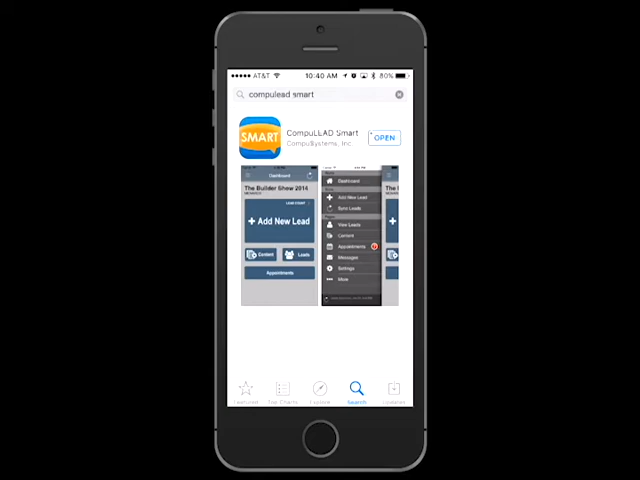 AT&T 10:40 AM 80%
compulead smart
SMART
CompuLEAD Smart
CompuSystems, Inc
OPEN
Dashboard
The Builder Show 2014
+ Add New Lead
Content
Leads
Appointments
Dashboard
Add New Lead
Sync Leads
View Leads
Content
Appointments
Messages
Settings
More
Featured
Top Charts
Explore
Search
Updates